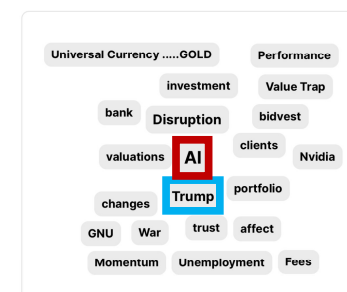 Universal Currency .....GOLD Performance
investment Value Trap
bank Disruption bidvest
valuations AI clients Nvidia
changes Trump portfolio
GNU War trust affect
Momentum Unemployment Fees